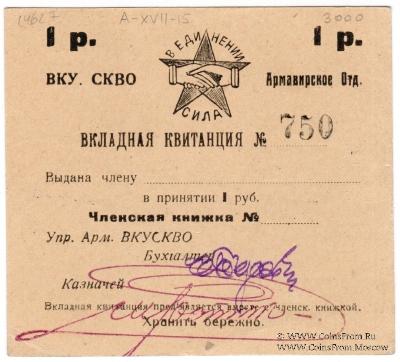 14627 A-XVII-15 3000
1 р. 1 р.
В ЕДИНЕНИИ СИЛА
ВКУ. СКВО Армавирское Отд.
ВКЛАДНАЯ КВИТАНЦИЯ № 750
Выдана члену
в принятии 1 руб.
Членская книжка №
Упр. Арм. ВКУСКВО
Бухгалтер
Казначей
Вкладная квитанция предъявляется вместе с членск. книжкой.
Хранить бережно.
© WWW.CoinsFrom.RU
© WWW.CoinsFrom.Moscow